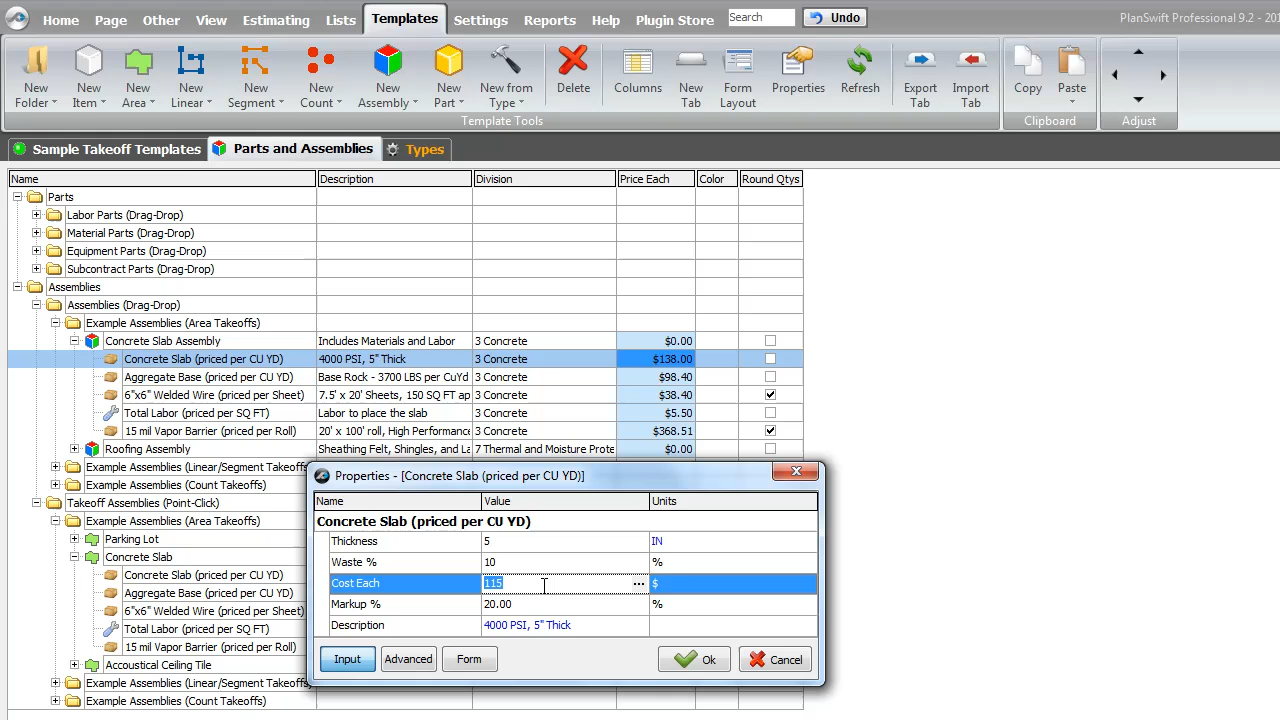 Home Page Other View Estimating Lists Templates Settings Reports Help Plugin Store Search Undo PlanSwift Professional 9.2 - 201
New Folder
New Item
New Area
New Linear
New Segment
New Count
New Assembly
New Part
New from Type
Delete
Columns
New Tab
Form Layout
Properties
Refresh
Export Tab
Import Tab
Copy
Paste
Template Tools
Clipboard
Adjust
Sample Takeoff Templates Parts and Assemblies Types
Name Description Division Price Each Color Round Qtys
Parts
Labor Parts (Drag-Drop)
Material Parts (Drag-Drop)
Equipment Parts (Drag-Drop)
Subcontract Parts (Drag-Drop)
Assemblies
Assemblies (Drag-Drop)
Example Assemblies (Area Takeoffs)
Concrete Slab Assembly Includes Materials and Labor 3 Concrete $0.00
Concrete Slab (priced per CU YD) 4000 PSI, 5" Thick 3 Concrete $138.00
Aggregate Base (priced per CU YD) Base Rock - 3700 LBS per CuYd 3 Concrete $98.40
6"x6" Welded Wire (priced per Sheet) 7.5' x 20' Sheets, 150 SQ FT ap 3 Concrete $38.40
Total Labor (priced per SQ FT) Labor to place the slab 3 Concrete $5.50
15 mil Vapor Barrier (priced per Roll) 20' x 100' roll, High Performance 3 Concrete $368.51
Roofing Assembly Sheathing Felt, Shingles, and La 7 Thermal and Moisture Prote $0.00
Example Assemblies (Linear/Segment Takeoffs
Example Assemblies (Count Takeoffs)
Takeoff Assemblies (Point-Click)
Example Assemblies (Area Takeoffs)
Parking Lot
Concrete Slab
Concrete Slab (priced per CU YD)
Aggregate Base (priced per CU YD)
6"x6" Welded Wire (priced per Sheet)
Total Labor (priced per SQ FT)
15 mil Vapor Barrier (priced per Roll)
Accoustical Ceiling Tile
Example Assemblies (Linear/Segment Takeoffs
Example Assemblies (Count Takeoffs)
Properties - [Concrete Slab (priced per CU YD)]
Name Value Units
Concrete Slab (priced per CU YD)
Thickness 5 IN
Waste % 10 %
Cost Each 115 ... $
Markup % 20.00 %
Description 4000 PSI, 5" Thick
Input Advanced Form Ok Cancel